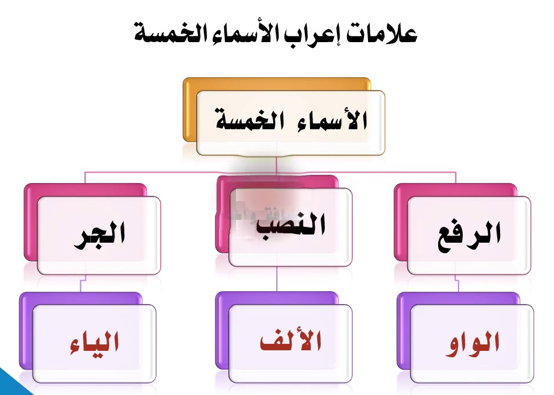 علامات إعراب الأسماء الخمسة
الأسماء الخمسة
الرفع
النصب
الجر
الواو
الألف
الياء